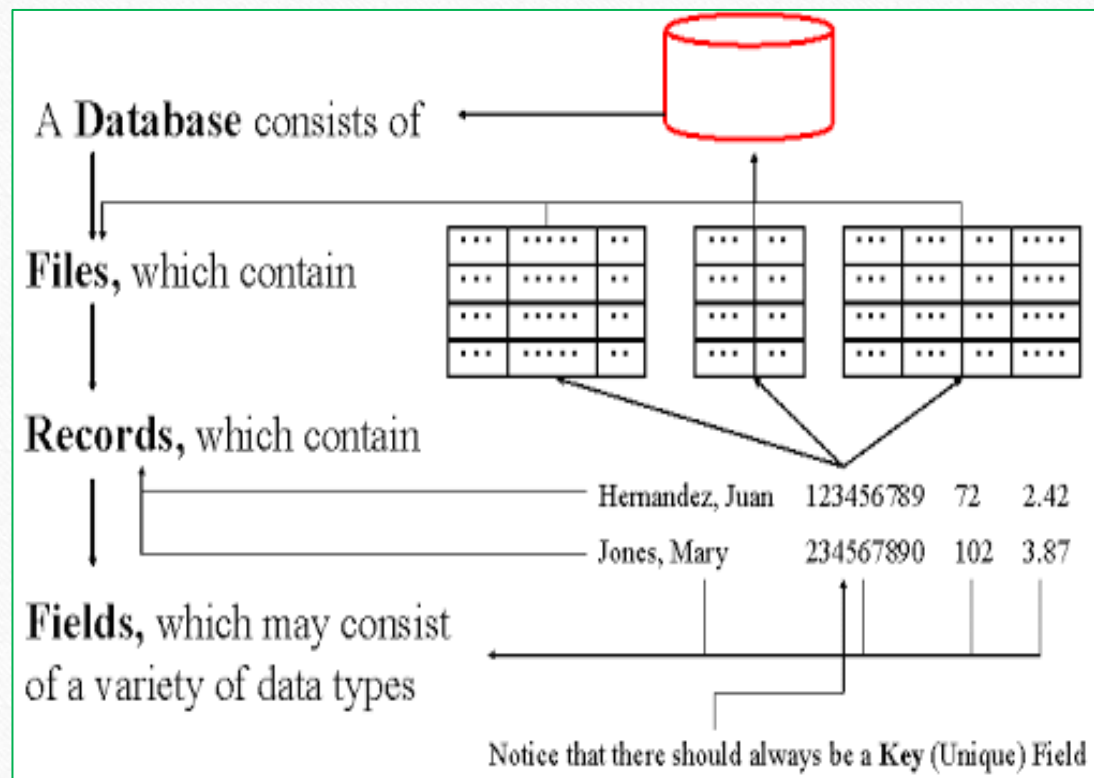 A Database consists of
Files, which contain
Records, which contain
Hernandez, Juan 123456789 72 2.42
Jones, Mary 234567890 102 3.87
Fields, which may consist
of a variety of data types
Notice that there should always be a Key (Unique) Field